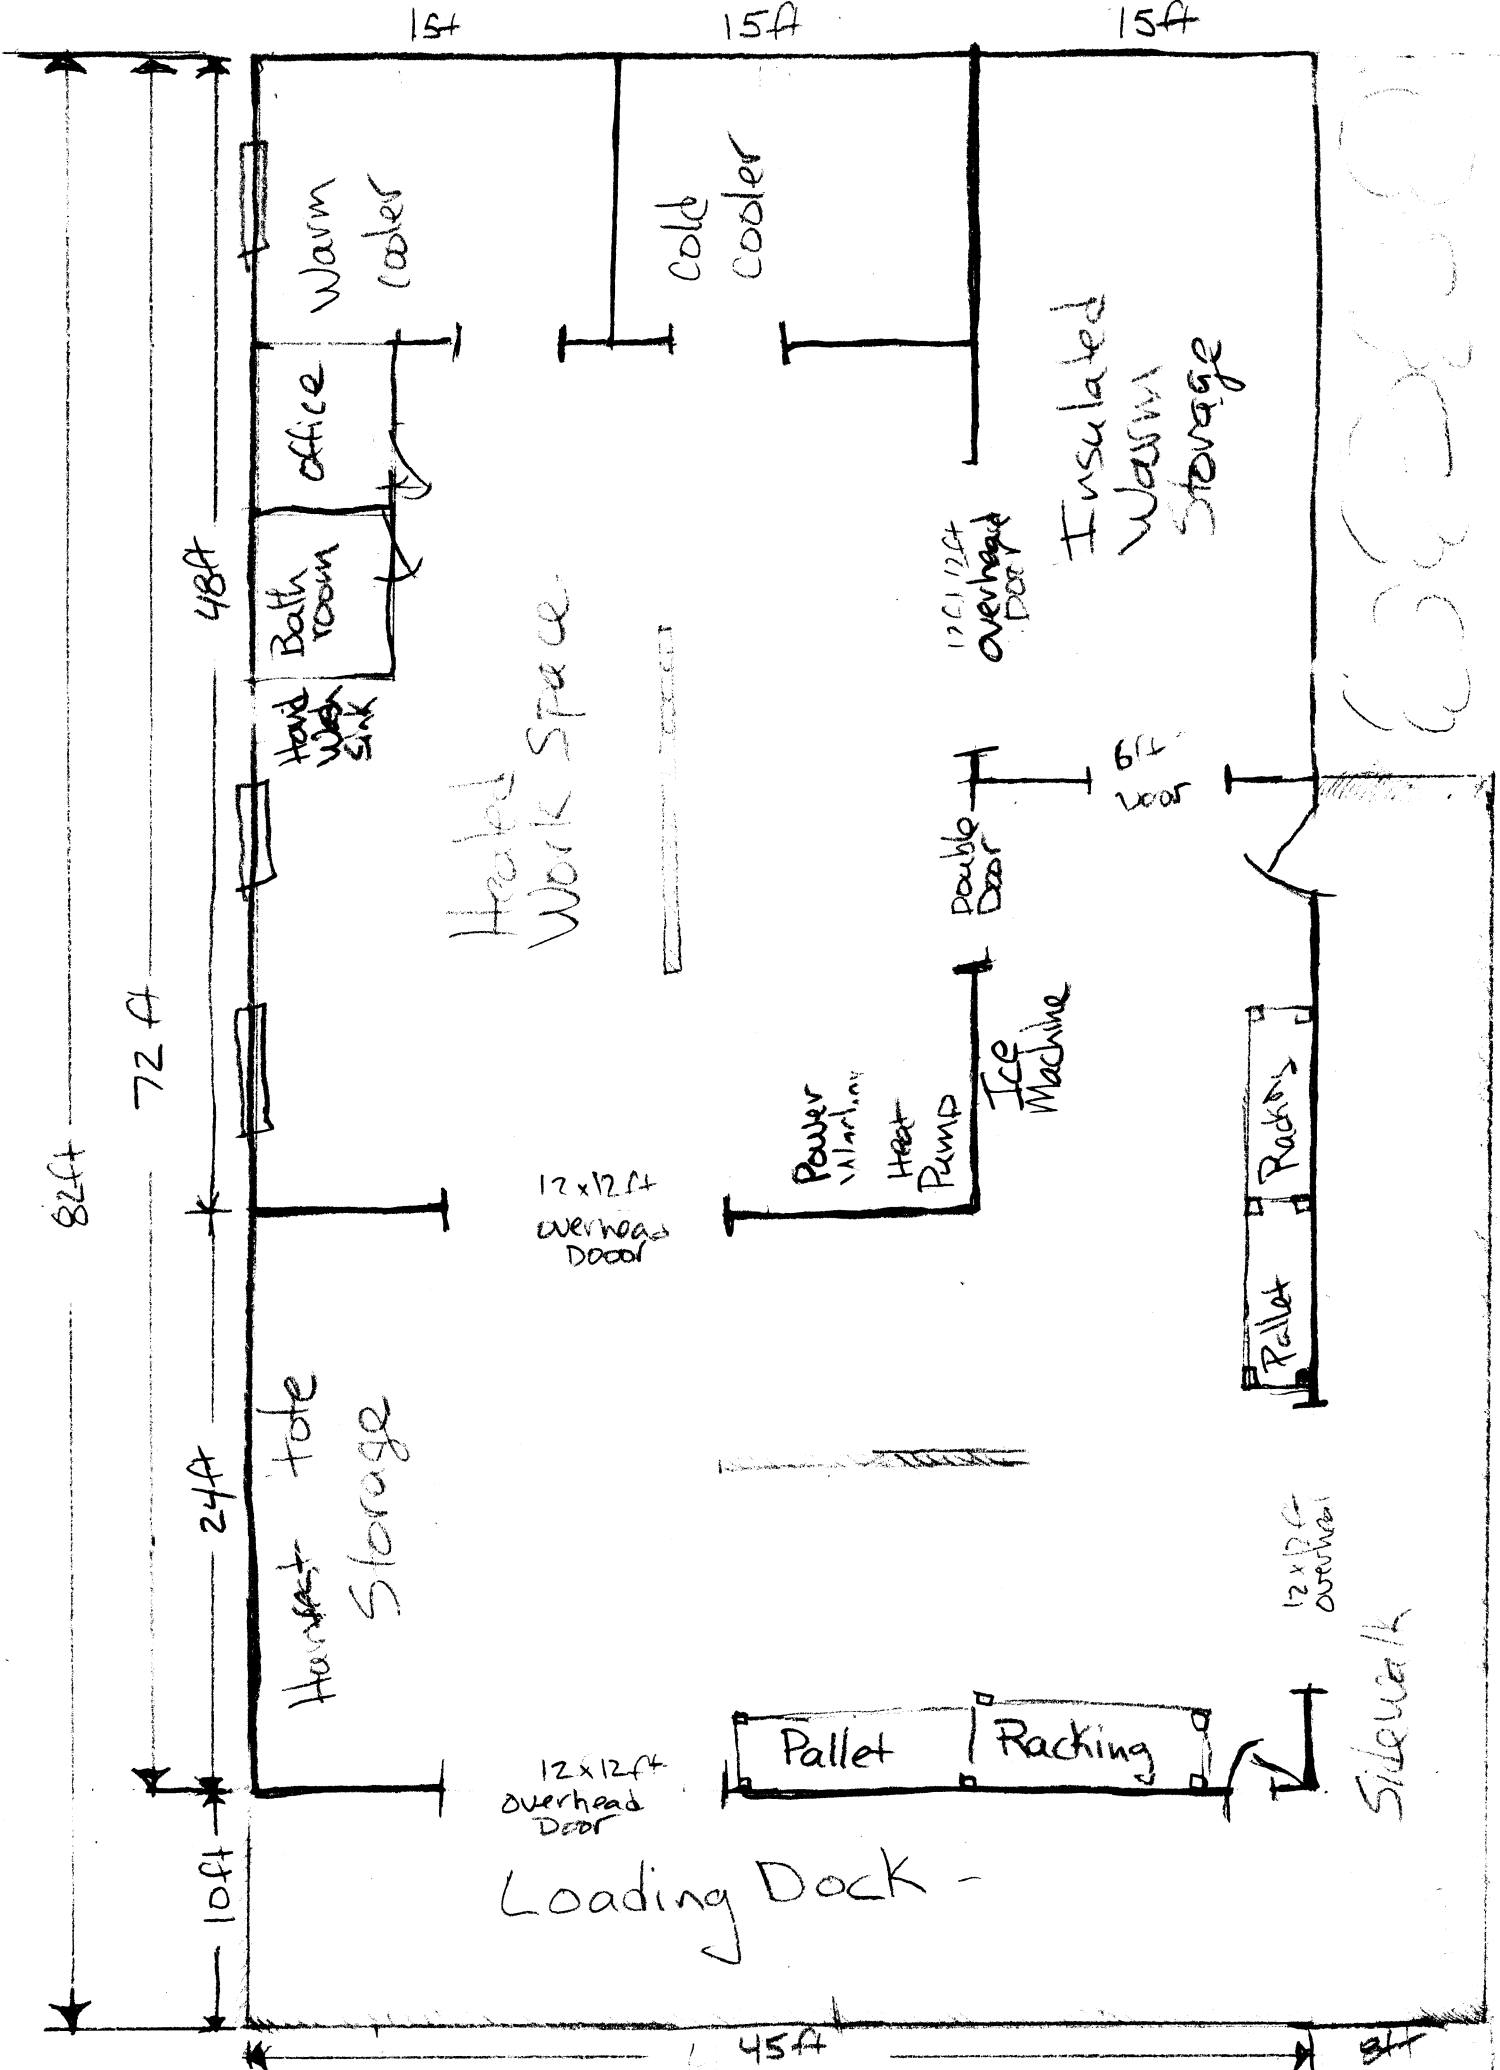 15ft
15ft
15ft
Warm
cooler
Cold
cooler
office
Bath
room
Hand
Wash
Sink
48ft
72 ft
82ft
Heated
Work Space
12ft
overhead
Door
Insulated
Warm
Storage
6ft
Door
Double
Door
Ice
Machine
Power
Heat
Pump
12x12ft
overhead
Dooor
Pallet Racking
24ft
Harvest tote
Storage
12x12ft
overhead
Pallet Racking
12x12ft
overhead
Door
Sidewalk
10ft
Loading Dock -
45ft
8ft